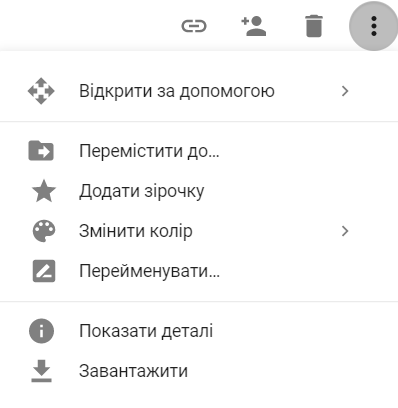 Відкрити за допомогою
Перемістити до...
Додати зірочку
Змінити колір
Перейменувати...
Показати деталі
Завантажити